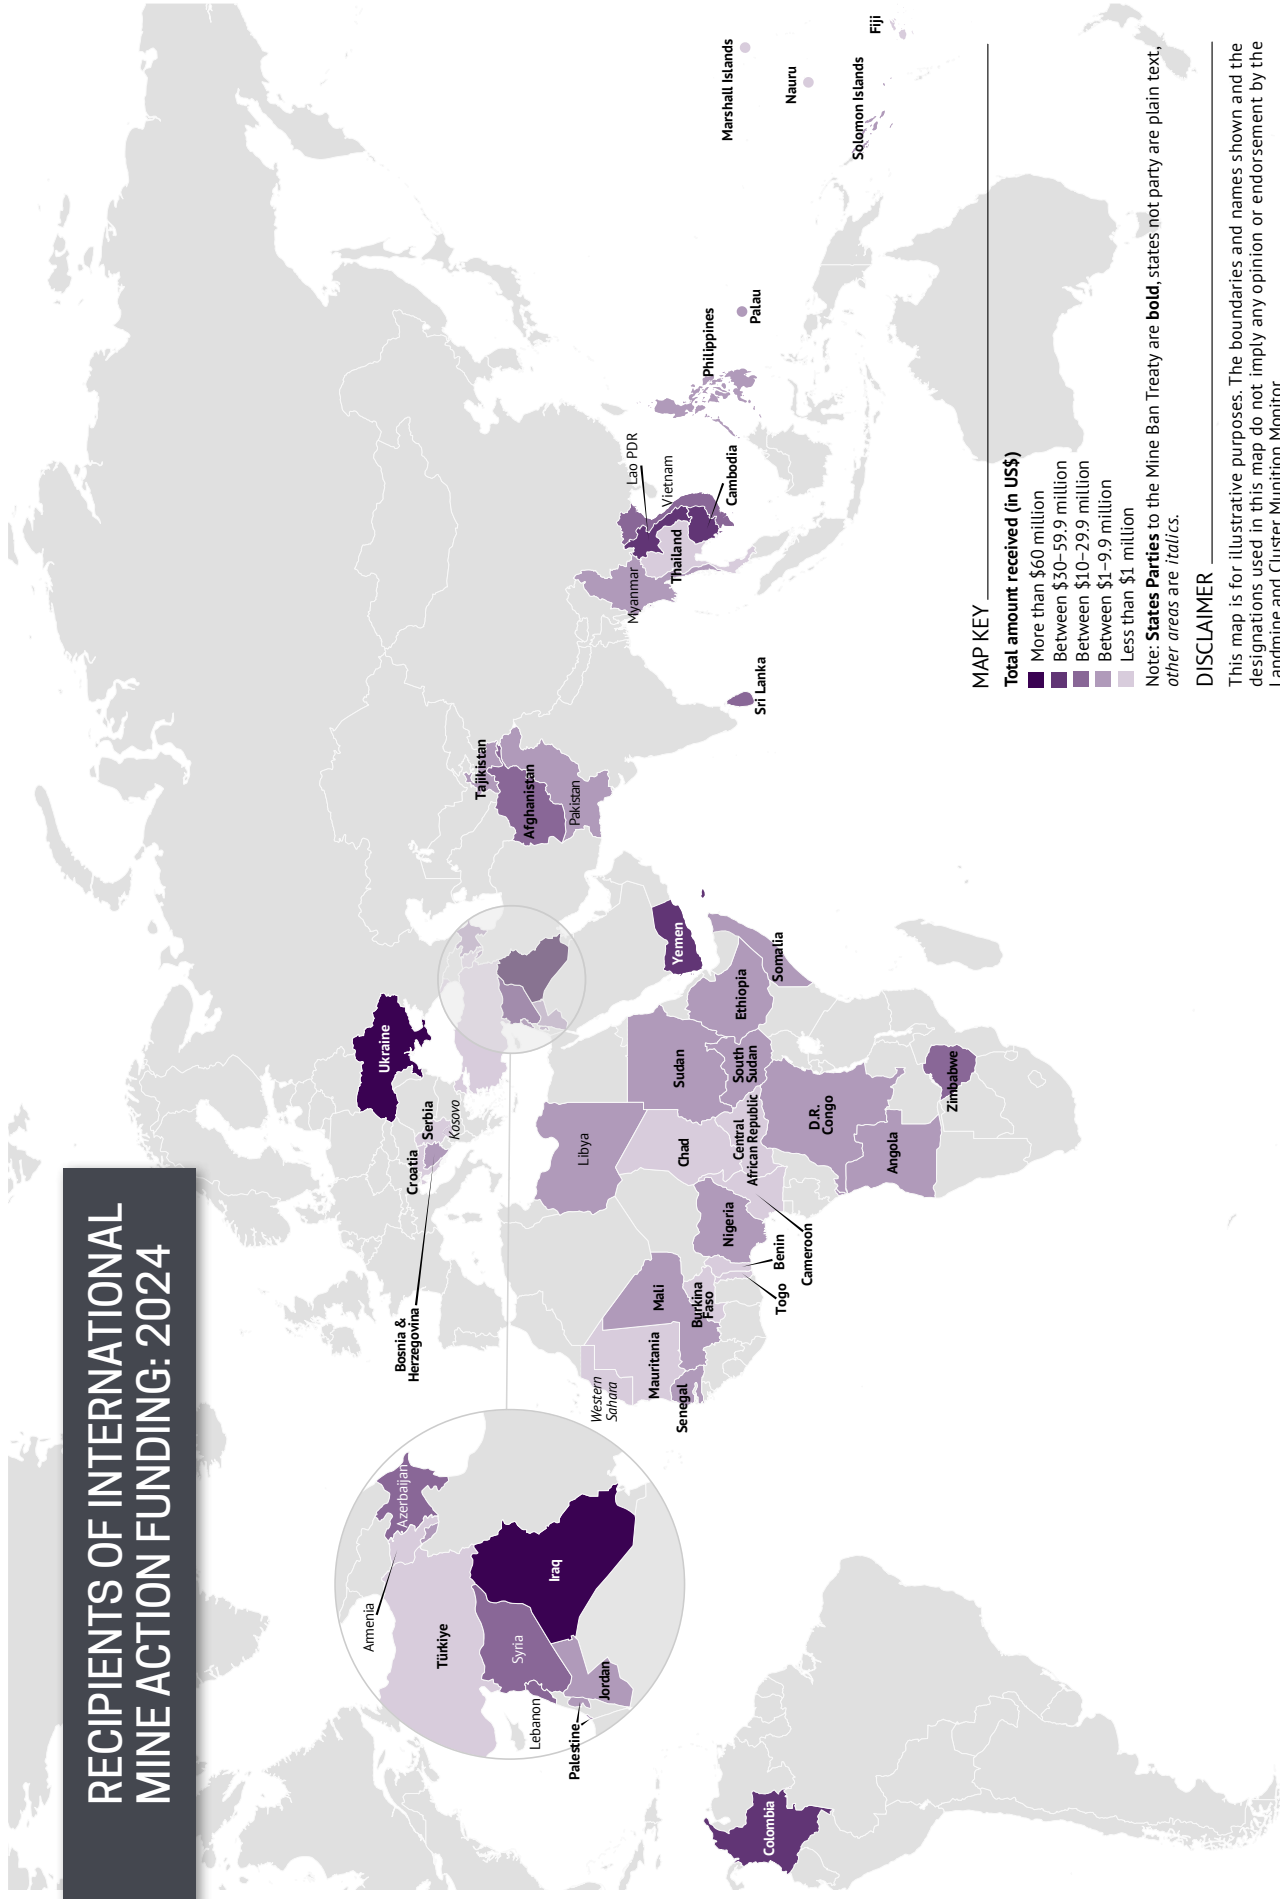 RECIPIENTS OF INTERNATIONAL
MINE ACTION FUNDING: 2024
Colombia
Armenia
Azerbaijan
Türkiye
Syria
Iraq
Lebanon
Palestine
Jordan
Bosnia &
Herzegovina
Croatia
Serbia
Kosovo
Ukraine
Western
Sahara
Mauritania
Senegal
Mali
Burkina
Faso
Togo
Benin
Nigeria
Cameroon
Libya
Chad
Central
African Republic
Sudan
South
Sudan
Ethiopia
Somalia
D.R.
Congo
Angola
Zimbabwe
Yemen
Tajikistan
Afghanistan
Pakistan
Sri Lanka
Myanmar
Thailand
Lao PDR
Vietnam
Cambodia
Philippines
Palau
Marshall Islands
Nauru
Solomon Islands
Fiji
MAP KEY
Total amount received (in US$)
More than $60 million
Between $30–59.9 million
Between $10–29.9 million
Between $1–9.9 million
Less than $1 million
Note: States Parties to the Mine Ban Treaty are bold, states not party are plain text,
other areas are italics.
DISCLAIMER
This map is for illustrative purposes. The boundaries and names shown and the
designations used in this map do not imply any opinion or endorsement by the
Landmine and Cluster Munition Monitor